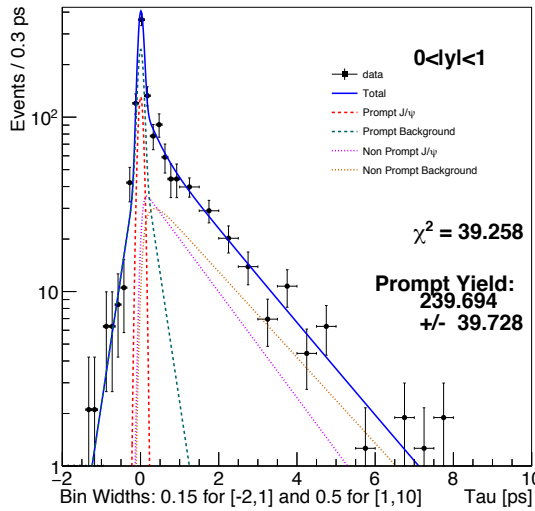 Events / 0.3 ps
0<|y|<1
data
Total
Prompt J/ψ
Prompt Background
Non Prompt J/ψ
Non Prompt Background
χ² = 39.258
Prompt Yield:
239.694
+/- 39.728
10²
10
1
−2 0 2 4 6 8 10
Bin Widths: 0.15 for [-2,1] and 0.5 for [1,10] Tau [ps]